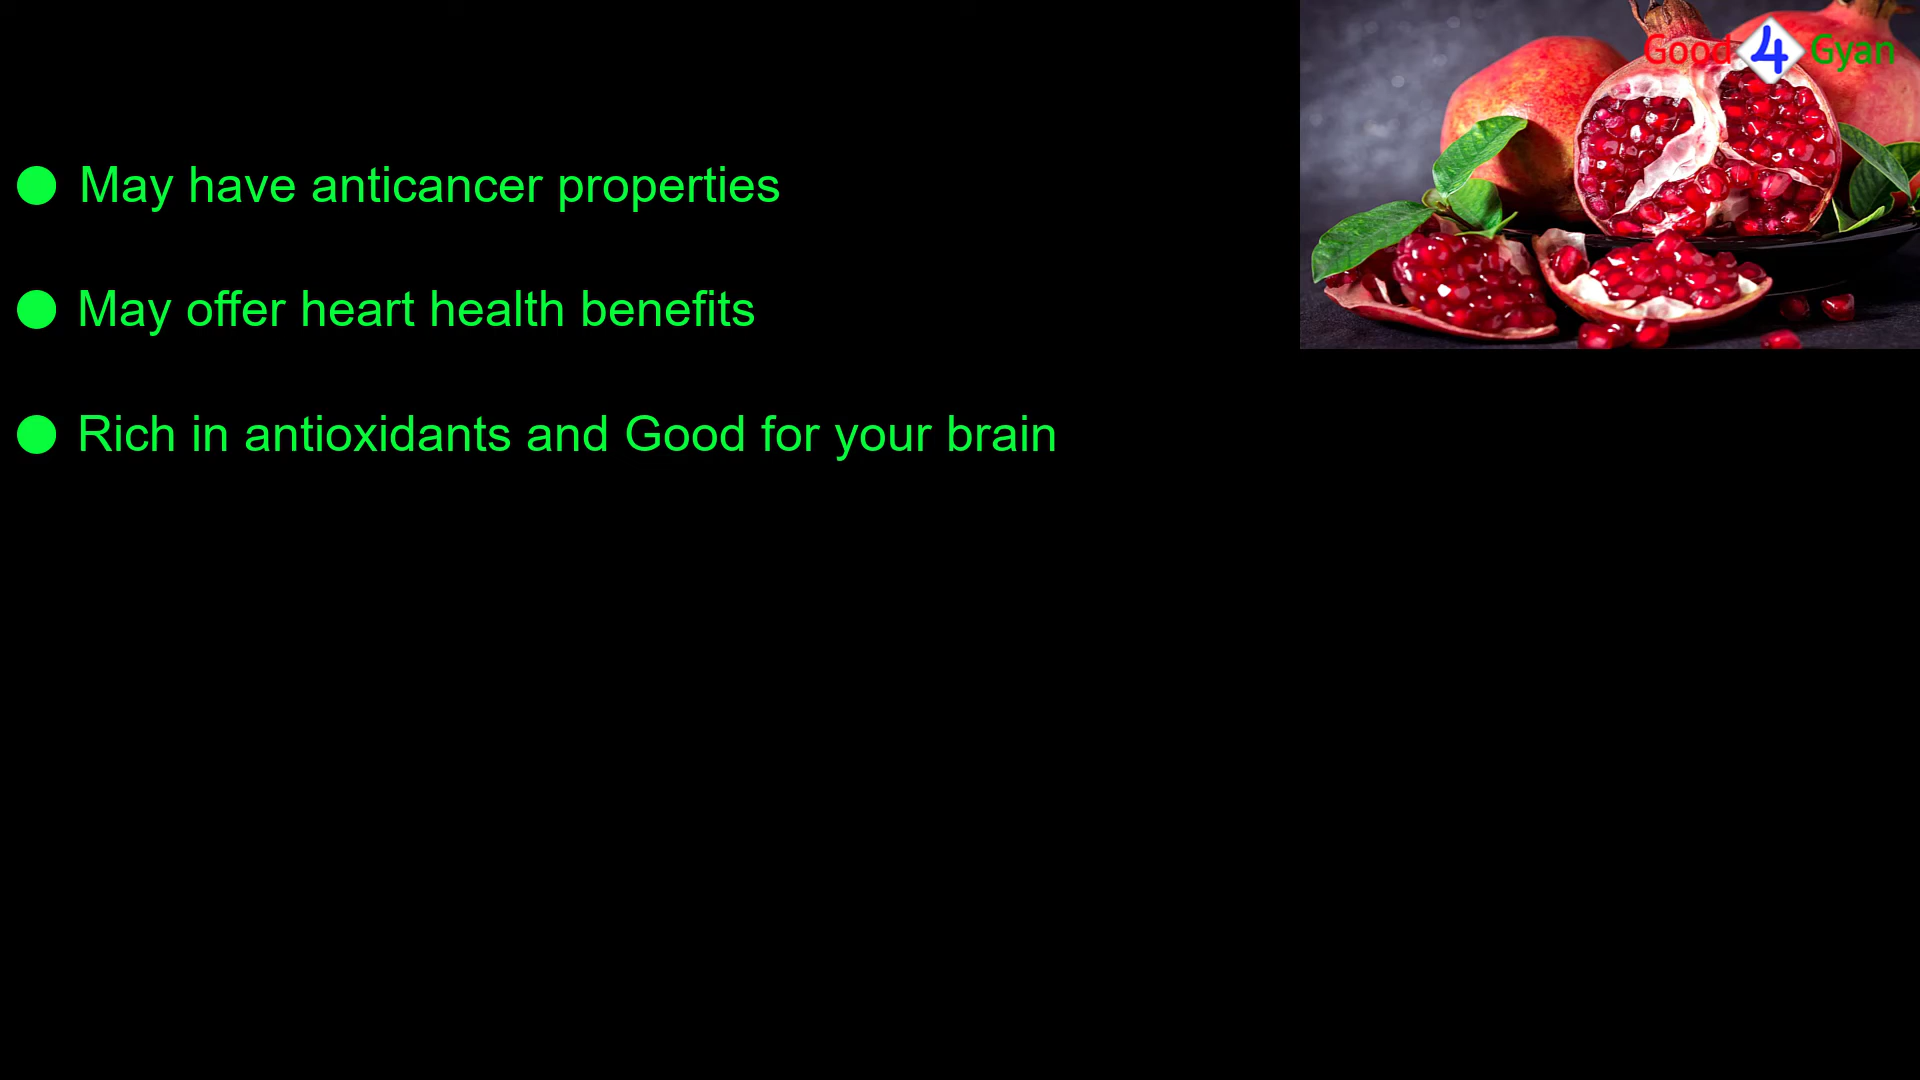 Good 4 Gyan
May have anticancer properties
May offer heart health benefits
Rich in antioxidants and Good for your brain